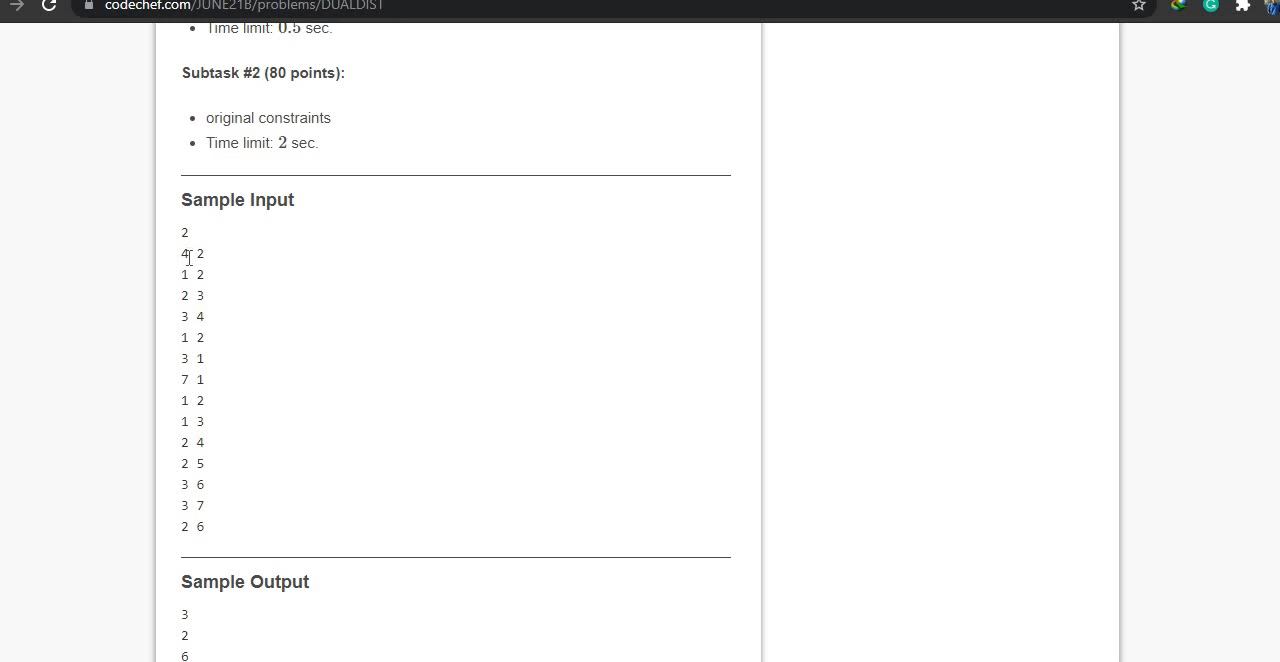 codechef.com/JUNE21B/problems/DUALDIST
Time limit: 0.5 sec.
Subtask #2 (80 points):
original constraints
Time limit: 2 sec.
Sample Input
2
4 2
1 2
2 3
3 4
1 2
3 1
7 1
1 2
1 3
2 4
2 5
3 6
3 7
2 6
Sample Output
3
2
6